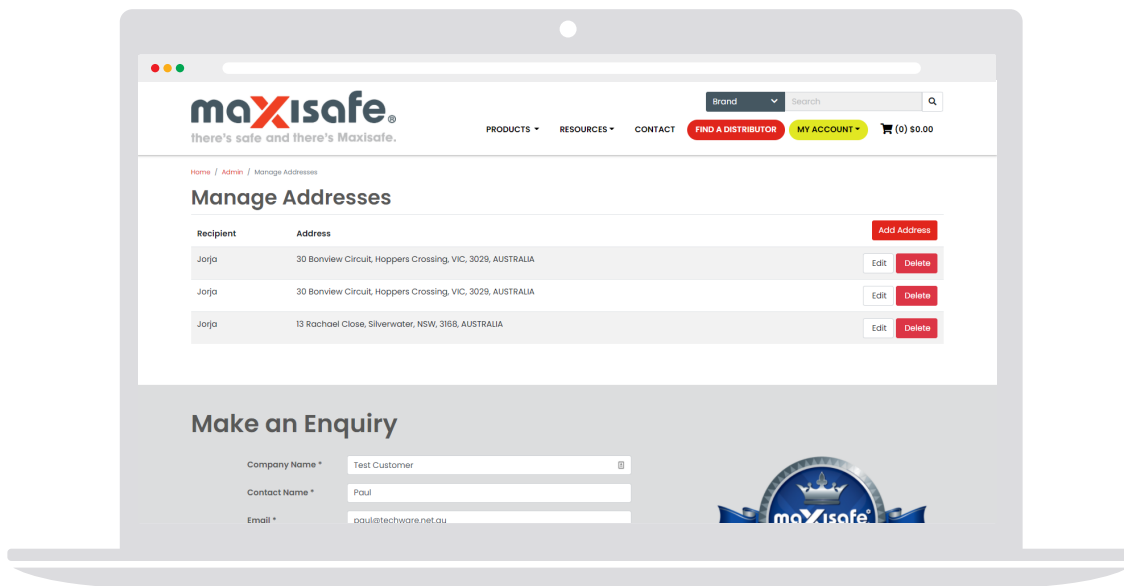 maxisafe®
there's safe and there's Maxisafe.
Brand Search
PRODUCTS RESOURCES CONTACT FIND A DISTRIBUTOR MY ACCOUNT (0) $0.00
Home / Admin / Manage Addresses
Manage Addresses
Recipient Address Add Address
Jorja 30 Bonview Circuit, Hoppers Crossing, VIC, 3029, AUSTRALIA Edit Delete
Jorja 30 Bonview Circuit, Hoppers Crossing, VIC, 3029, AUSTRALIA Edit Delete
Jorja 13 Rachael Close, Silverwater, NSW, 3168, AUSTRALIA Edit Delete
Make an Enquiry
Company Name * Test Customer
Contact Name * Paul
Email * paul@techware.net.au
maxisafe®